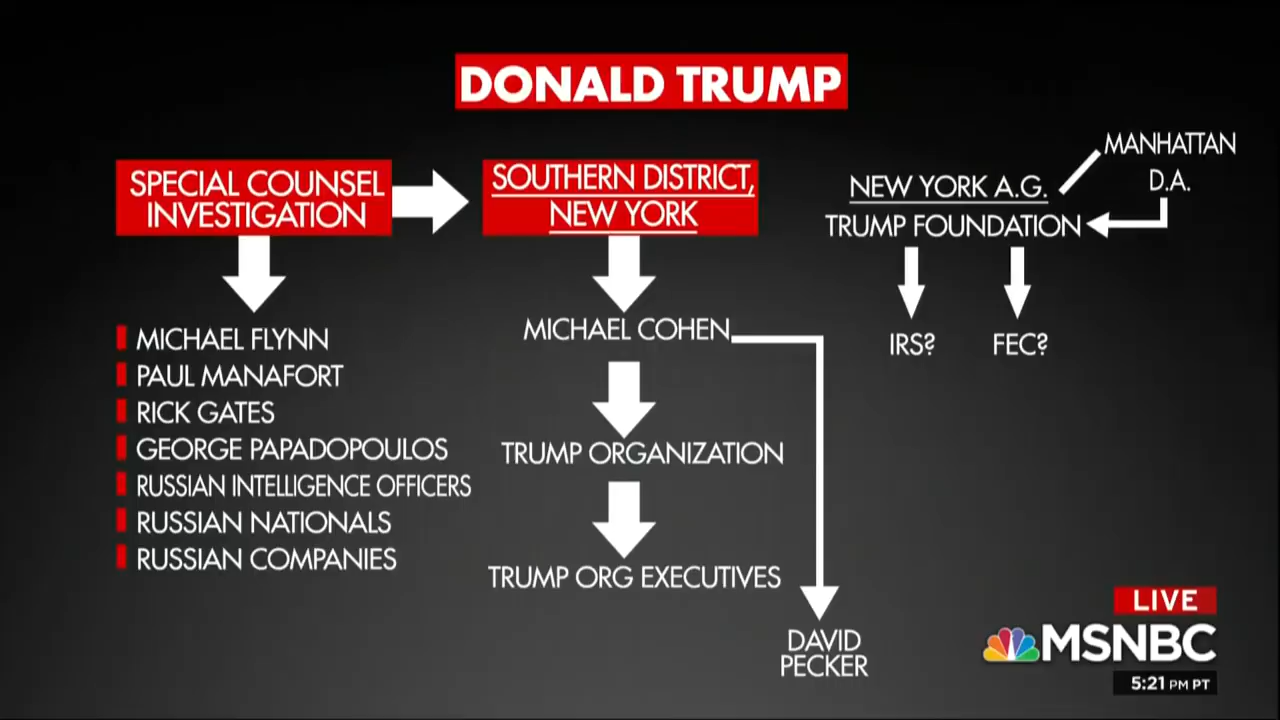 DONALD TRUMP
SPECIAL COUNSEL
INVESTIGATION
MICHAEL FLYNN
PAUL MANAFORT
RICK GATES
GEORGE PAPADOPOULOS
RUSSIAN INTELLIGENCE OFFICERS
RUSSIAN NATIONALS
RUSSIAN COMPANIES
SOUTHERN DISTRICT,
NEW YORK
MICHAEL COHEN
TRUMP ORGANIZATION
TRUMP ORG EXECUTIVES
DAVID
PECKER
MANHATTAN
D.A.
NEW YORK A.G.
TRUMP FOUNDATION
IRS?
FEC?
LIVE
MSNBC
5:21 PM PT